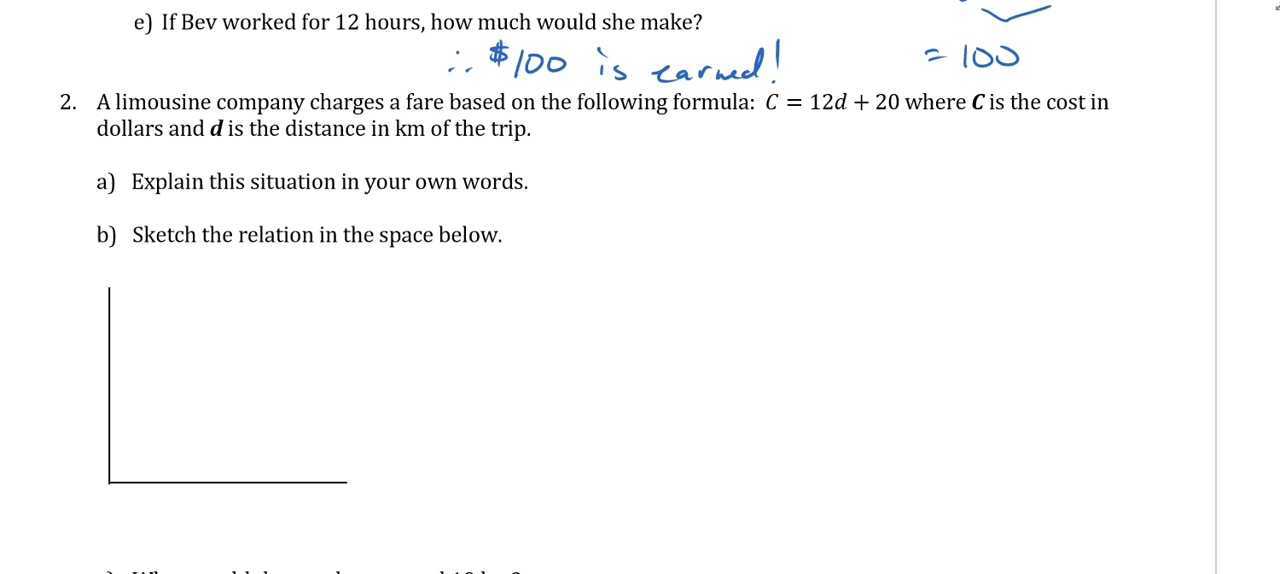 e) If Bev worked for 12 hours, how much would she make?
∴ $100 is earned!
= 100
2. A limousine company charges a fare based on the following formula: C = 12d + 20 where C is the cost in
dollars and d is the distance in km of the trip.
a) Explain this situation in your own words.
b) Sketch the relation in the space below.